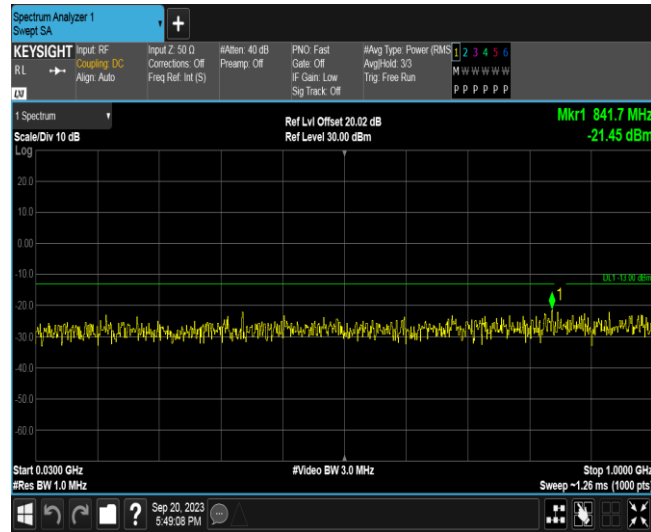 Spectrum Analyzer 1
Swept SA
KEYSIGHT
RL
LXI
Input: RF
Coupling: DC
Align: Auto
Input Z: 50 Ω
Corrections: Off
Freq Ref: Int (S)
#Atten: 40 dB
Preamp: Off
PNO: Fast
Gate: Off
IF Gain: Low
Sig Track: Off
#Avg Type: Power (RMS
Avg|Hold: 3/3
Trig: Free Run
1 2 3 4 5 6
M W W W W W
P P P P P P
1 Spectrum
Scale/Div 10 dB
Log
Ref Lvl Offset 20.02 dB
Ref Level 30.00 dBm
Mkr1 841.7 MHz
-21.45 dBm
20.0
10.0
0.00
-10.0
-20.0
-30.0
-40.0
-50.0
-60.0
DL1 -13.00 dBm
1
Start 0.0300 GHz
#Res BW 1.0 MHz
#Video BW 3.0 MHz
Stop 1.0000 GHz
Sweep ~1.26 ms (1000 pts)
?
Sep 20, 2023
5:49:08 PM